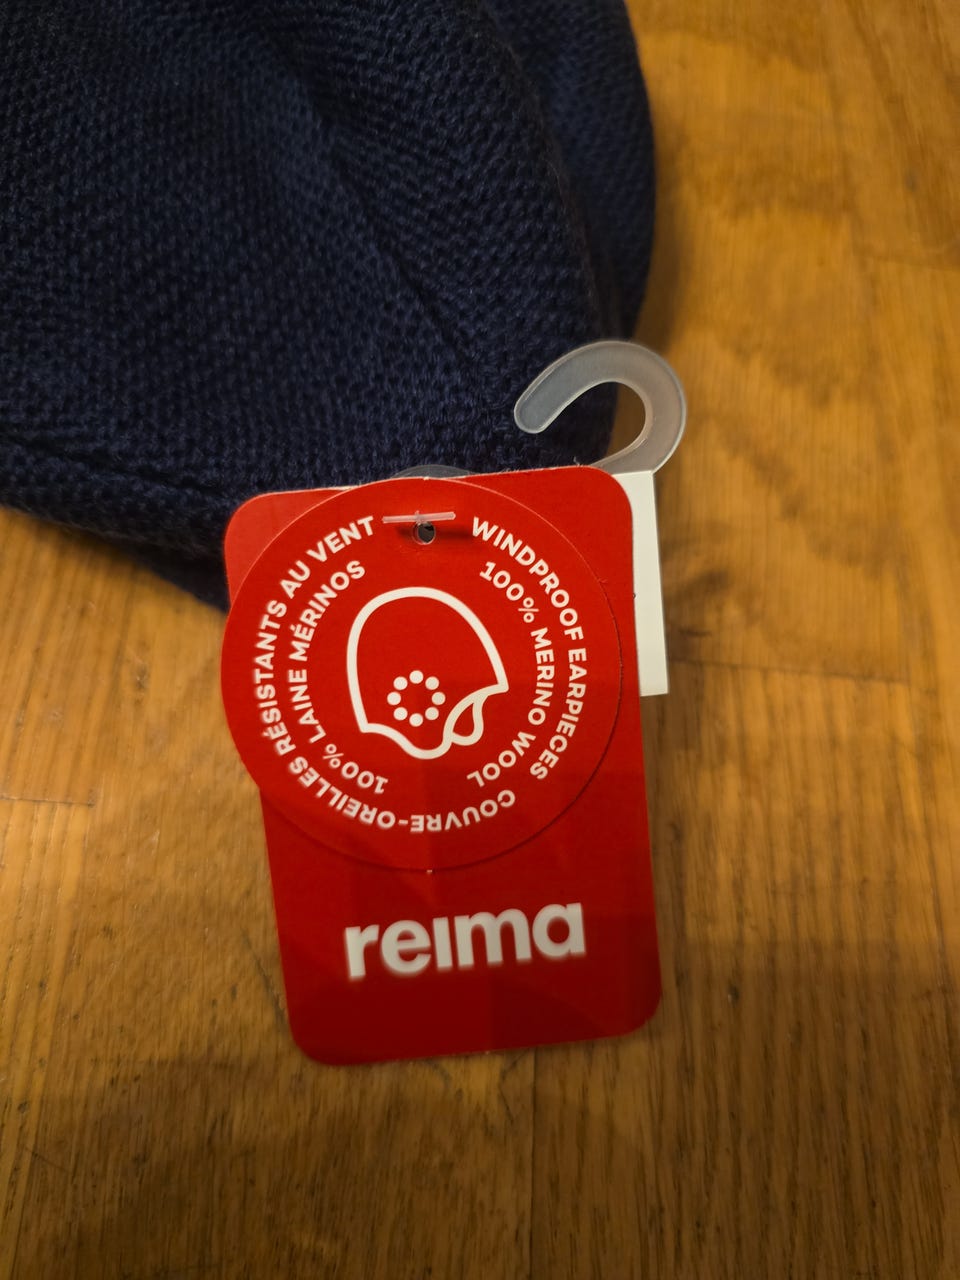 WINDPROOF EARPIECES
100% MERINO WOOL
COUVRE-OREILLES RÉSISTANTS AU VENT
100% LAINE MÉRINOS
reima